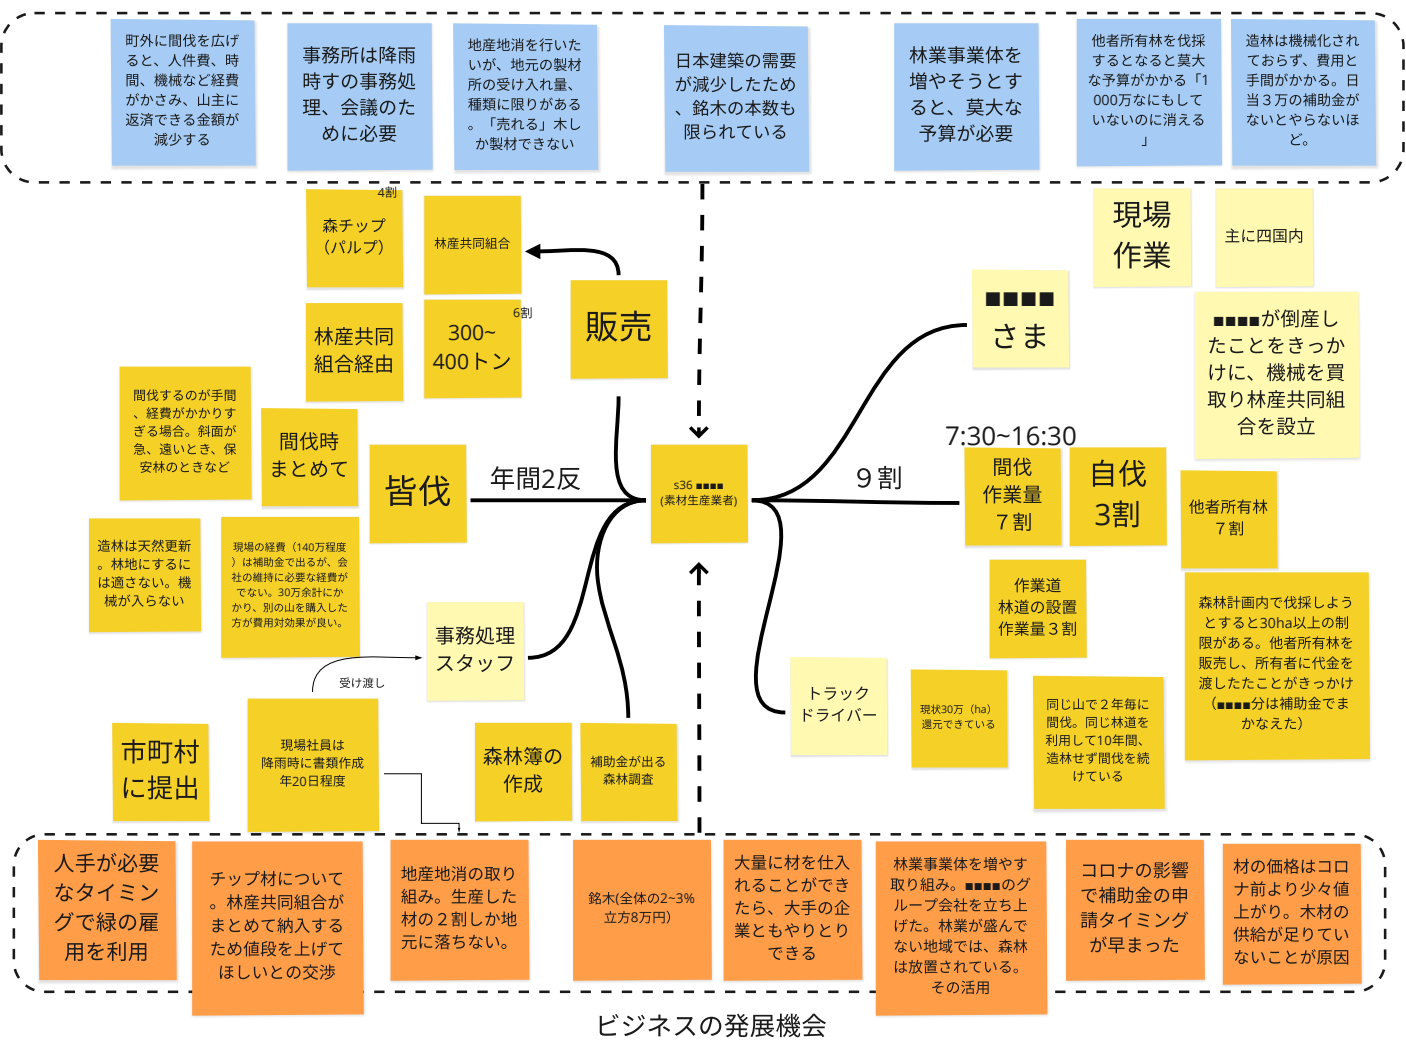 町外に間伐を広げ
ると、人件費、時
間、機械など経費
がかさみ、山主に
返済できる金額が
減少する
事務所は降雨
時すの事務処
理、会議のた
めに必要
地産地消を行いた
いが、地元の製材
所の受け入れ量、
種類に限りがある
。「売れる」木し
か製材できない
日本建築の需要
が減少したため
、銘木の本数も
限られている
林業事業体を
増やそうとす
ると、莫大な
予算が必要
他者所有林を伐採
するとなると莫大
な予算がかかる「1
000万なにもして
いないのに消える
」
造林は機械化され
ておらず、費用と
手間がかかる。日
当３万の補助金が
ないとやらないほ
ど。
4割
森チップ
（パルプ）
林産共同組合
林産共同
組合経由
6割
300~
400トン
販売
現場
作業
主に四国内
■■■■
さま
■■■■が倒産し
たことをきっか
けに、機械を買
取り林産共同組
合を設立
間伐するのが手間
、経費がかかりす
ぎる場合。斜面が
急、遠いとき、保
安林のときなど
間伐時
まとめて
皆伐
年間2反
s36 ■■■■
(素材生産業者)
９割
7:30~16:30
間伐
作業量
７割
自伐
3割
他者所有林
７割
造林は天然更新
。林地にするに
は適さない。機
械が入らない
現場の経費（140万程度
）は補助金で出るが、会
社の維持に必要な経費が
でない。30万余計にか
かり、別の山を購入した
方が費用対効果が良い。
作業道
林道の設置
作業量３割
森林計画内で伐採しよう
とすると30ha以上の制
限がある。他者所有林を
販売し、所有者に代金を
渡したたことがきっかけ
（■■■■分は補助金でま
かなえた）
事務処理
スタッフ
受け渡し
トラック
ドライバー
現状30万（ha）
還元できている
同じ山で２年毎に
間伐。同じ林道を
利用して10年間、
造林せず間伐を続
けている
市町村
に提出
現場社員は
降雨時に書類作成
年20日程度
森林簿の
作成
補助金が出る
森林調査
人手が必要
なタイミン
グで緑の雇
用を利用
チップ材について
。林産共同組合が
まとめて納入する
ため値段を上げて
ほしいとの交渉
地産地消の取り
組み。生産した
材の２割しか地
元に落ちない。
銘木(全体の2~3%
立方8万円）
大量に材を仕入
れることができ
たら、大手の企
業ともやりとり
できる
林業事業体を増やす
取り組み。■■■■のグ
ループ会社を立ち上
げた。林業が盛んで
ない地域では、森林
は放置されている。
その活用
コロナの影響
で補助金の申
請タイミング
が早まった
材の価格はコロ
ナ前より少々値
上がり。木材の
供給が足りてい
ないことが原因
ビジネスの発展機会